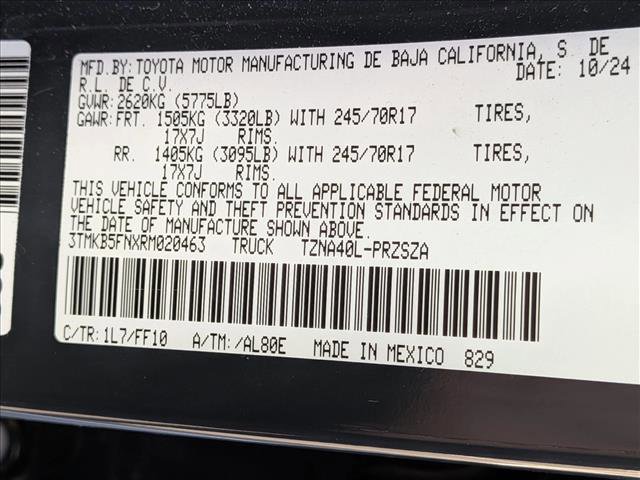 MFD.BY: TOYOTA MOTOR MANUFACTURING DE BAJA CALIFORNIA, S. DE
R.L. DE C.V. DATE: 10/24
GVWR: 2620KG (5775LB)
GAWR: FRT. 1505KG (3320LB) WITH 245/70R17 TIRES,
17X7J RIMS.
RR. 1405KG (3095LB) WITH 245/70R17 TIRES,
17X7J RIMS.
THIS VEHICLE CONFORMS TO ALL APPLICABLE FEDERAL MOTOR
VEHICLE SAFETY AND THEFT PREVENTION STANDARDS IN EFFECT ON
THE DATE OF MANUFACTURE SHOWN ABOVE.
3TMKB5FNXRM020463 TRUCK TZNA40L-PRZSZA
C/TR: 1L7/FF10 A/TM: /AL80E MADE IN MEXICO 829